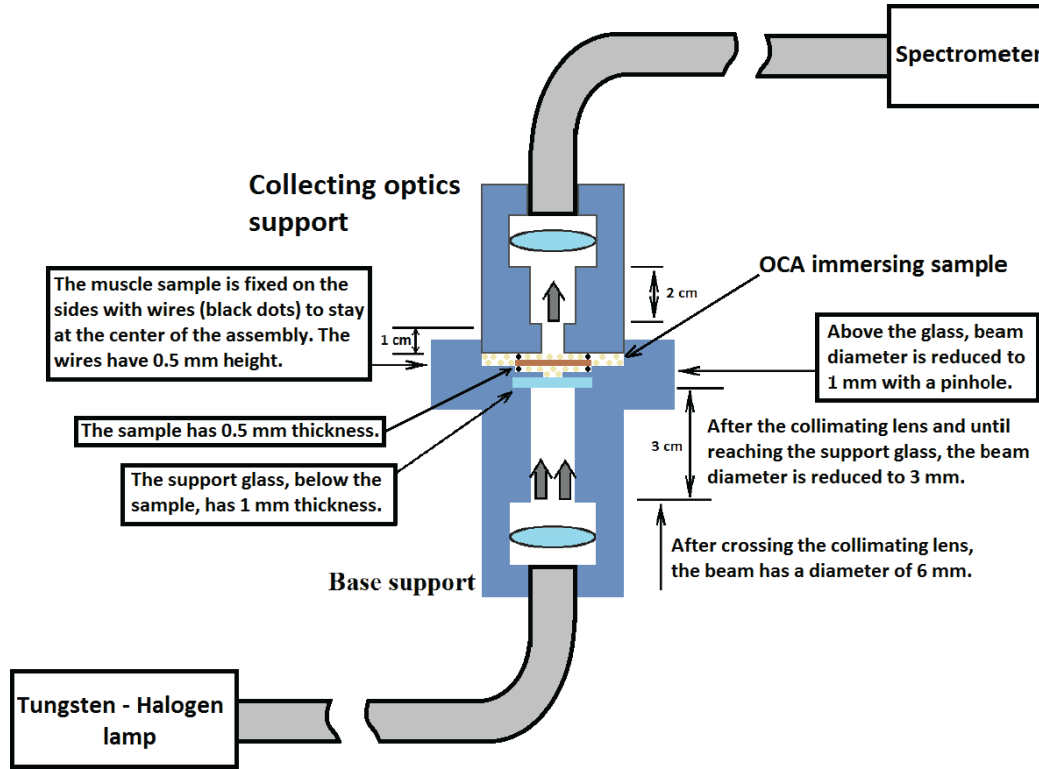 Spectrometer
Collecting optics
support
The muscle sample is fixed on the
sides with wires (black dots) to stay
at the center of the assembly. The
wires have 0.5 mm height.
1 cm
2 cm
OCA immersing sample
Above the glass, beam
diameter is reduced to
1 mm with a pinhole.
The sample has 0.5 mm thickness.
The support glass, below the
sample, has 1 mm thickness.
3 cm
After the collimating lens and until
reaching the support glass, the beam
diameter is reduced to 3 mm.
After crossing the collimating lens,
the beam has a diameter of 6 mm.
Base support
Tungsten - Halogen
lamp